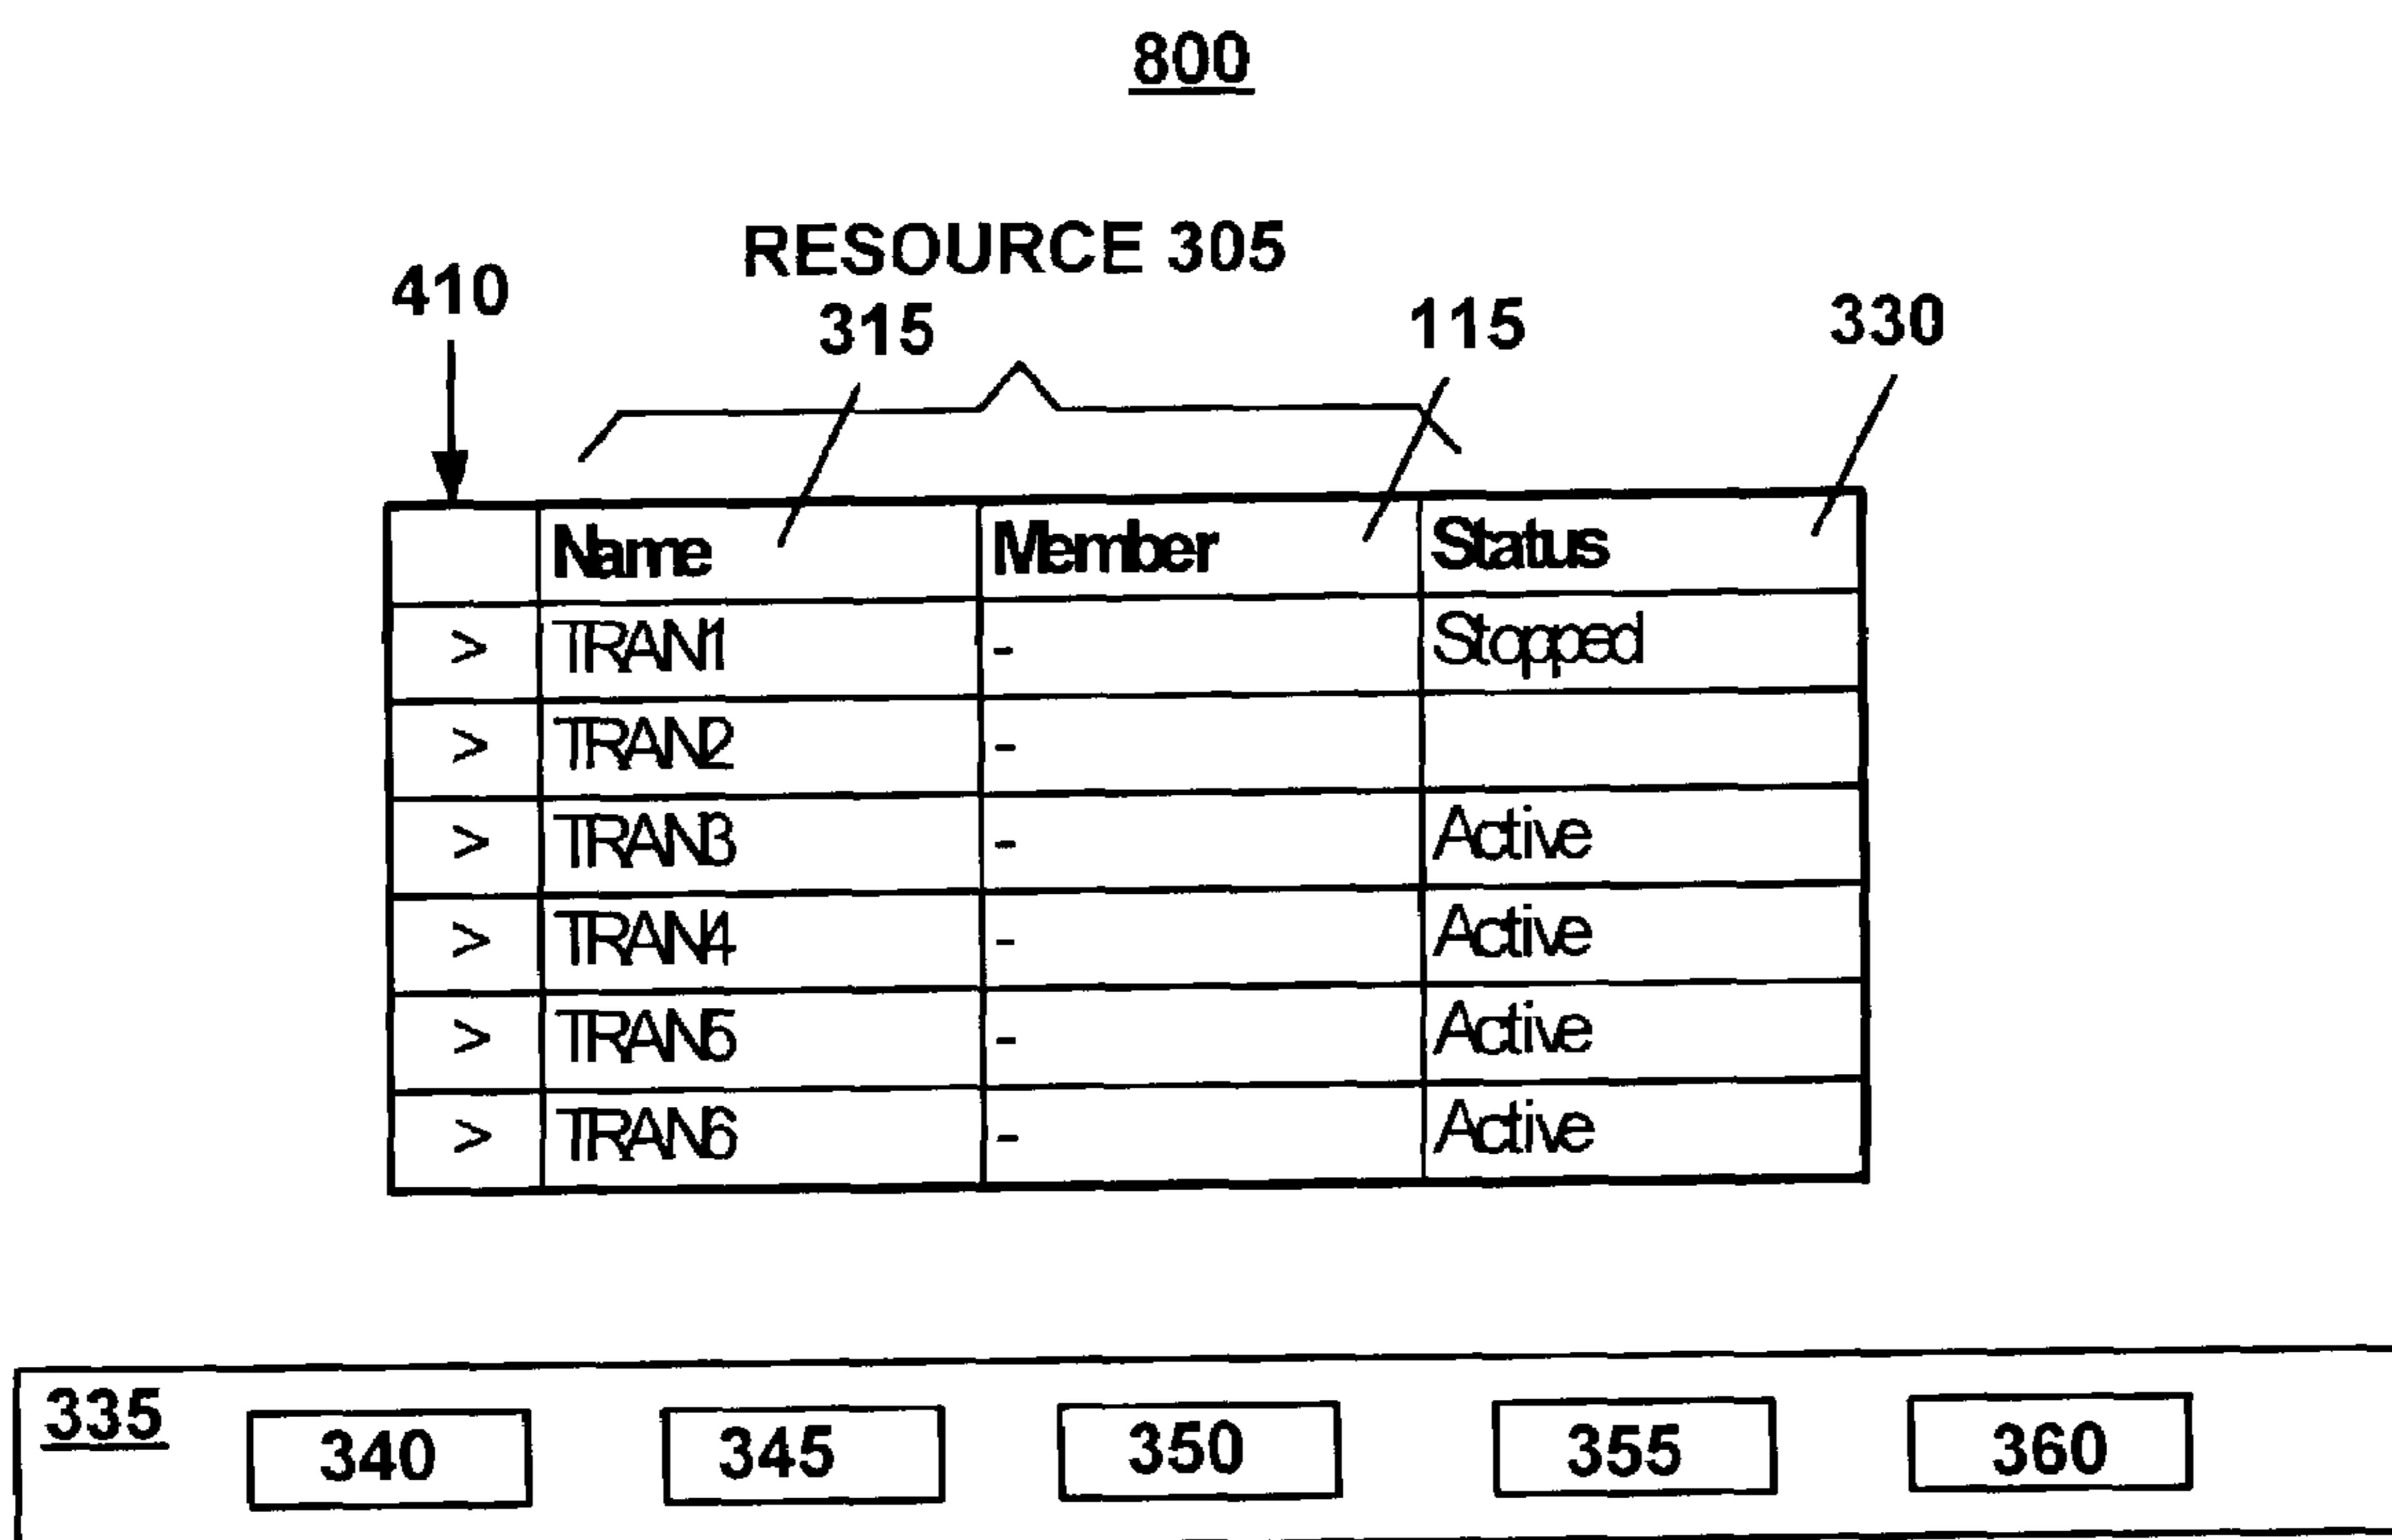 800
RESOURCE 305
410 315 115 330
Name Member Status
> TRAN1 - Stopped
> TRAN2 -
> TRAN3 - Active
> TRAN4 - Active
> TRAN5 - Active
> TRAN6 - Active
335 340 345 350 355 360